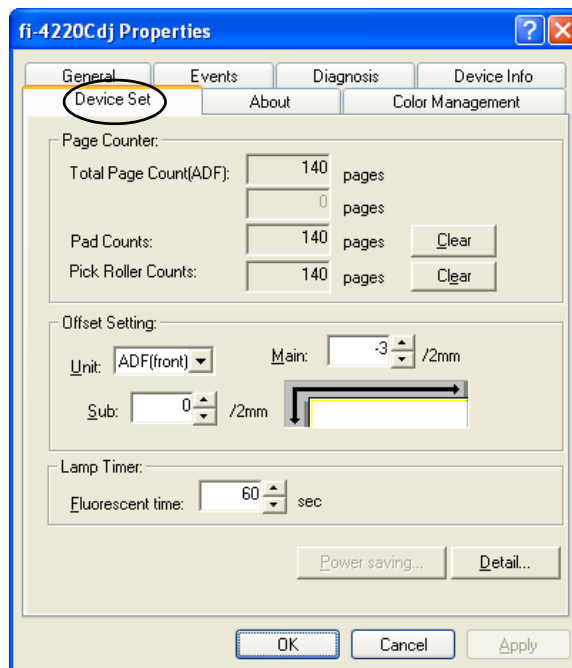 fi-4220Cdj Properties
General Events Diagnosis Device Info
Device Set About Color Management
Page Counter:
Total Page Count(ADF): 140 pages
0 pages
Pad Counts: 140 pages Clear
Pick Roller Counts: 140 pages Clear
Offset Setting:
Unit: ADF(front) Main: -3 /2mm
Sub: 0 /2mm
Lamp Timer:
Fluorescent time: 60 sec
Power saving... Detail...
OK Cancel Apply